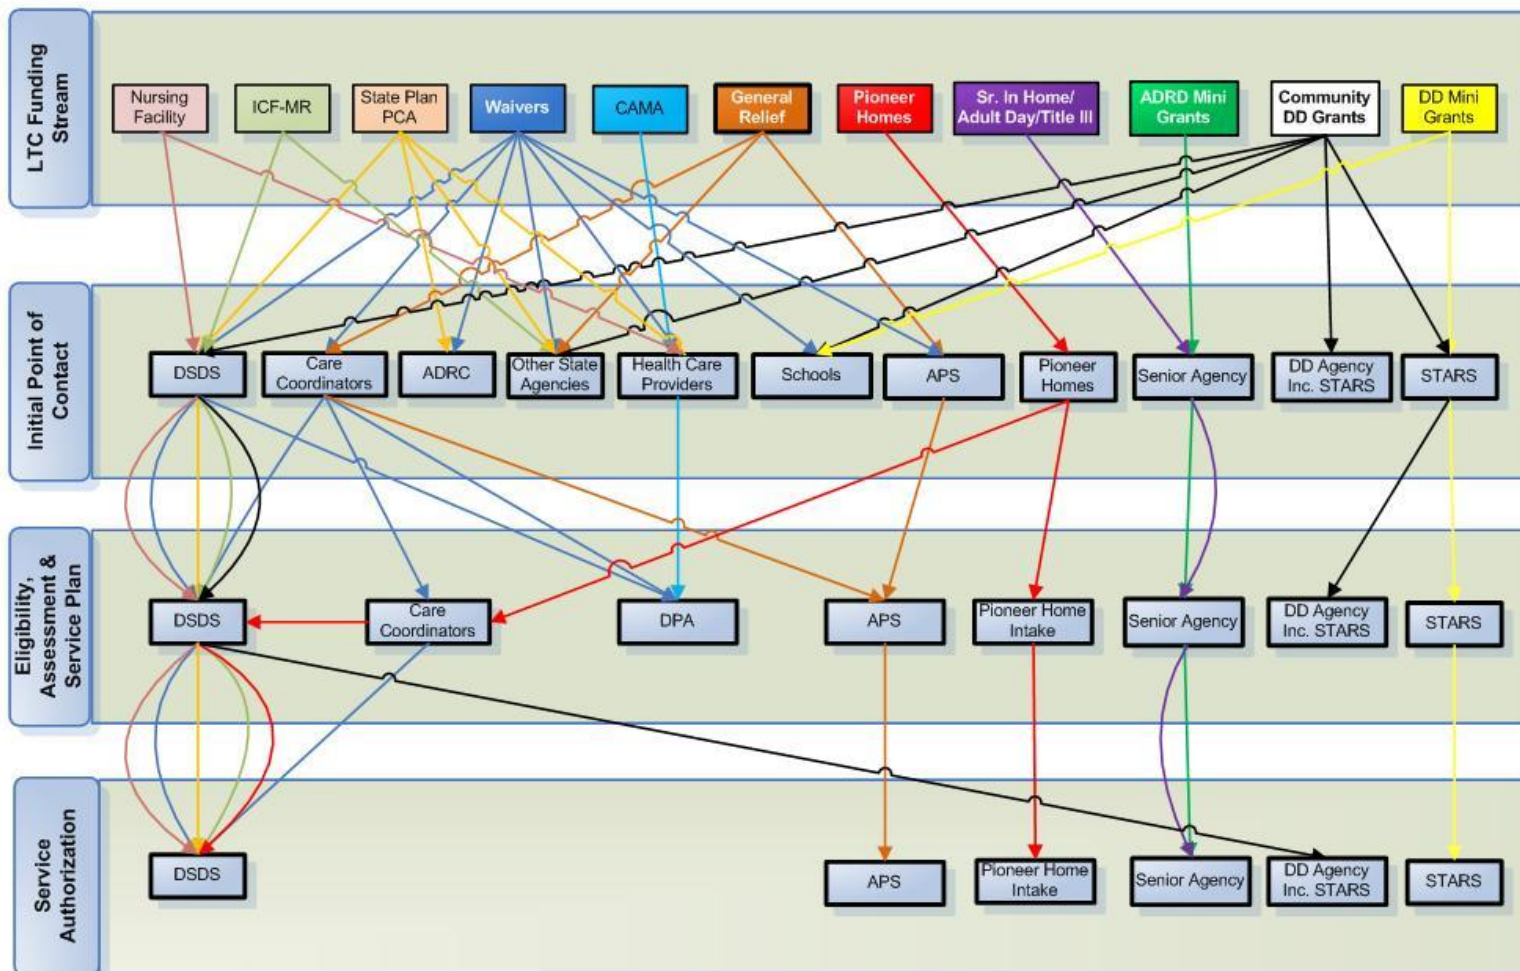 LTC Funding
Stream
Nursing
Facility
ICF-MR
State Plan
PCA
Waivers
CAMA
General
Relief
Pioneer
Homes
Sr. In Home/
Adult Day/Title III
ADRD Mini
Grants
Community
DD Grants
DD Mini
Grants
Initial Point of
Contact
DSDS
Care
Coordinators
ADRC
Other State
Agencies
Health Care
Providers
Schools
APS
Pioneer
Homes
Senior Agency
DD Agency
Inc. STARS
STARS
Eligibility,
Assessment &
Service Plan
DSDS
Care
Coordinators
DPA
APS
Pioneer Home
Intake
Senior Agency
DD Agency
Inc. STARS
STARS
Service
Authorization
DSDS
APS
Pioneer Home
Intake
Senior Agency
DD Agency
Inc. STARS
STARS